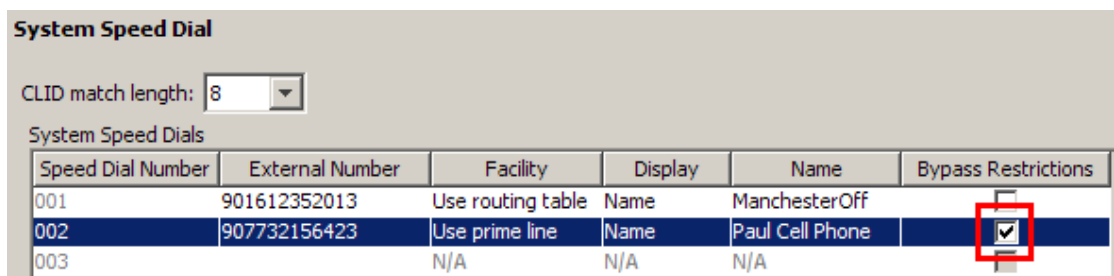 System Speed Dial
CLID match length: 8
System Speed Dials
Speed Dial Number External Number Facility Display Name Bypass Restrictions
001 901612352013 Use routing table Name ManchesterOff
002 907732156423 Use prime line Name Paul Cell Phone
003 N/A N/A N/A